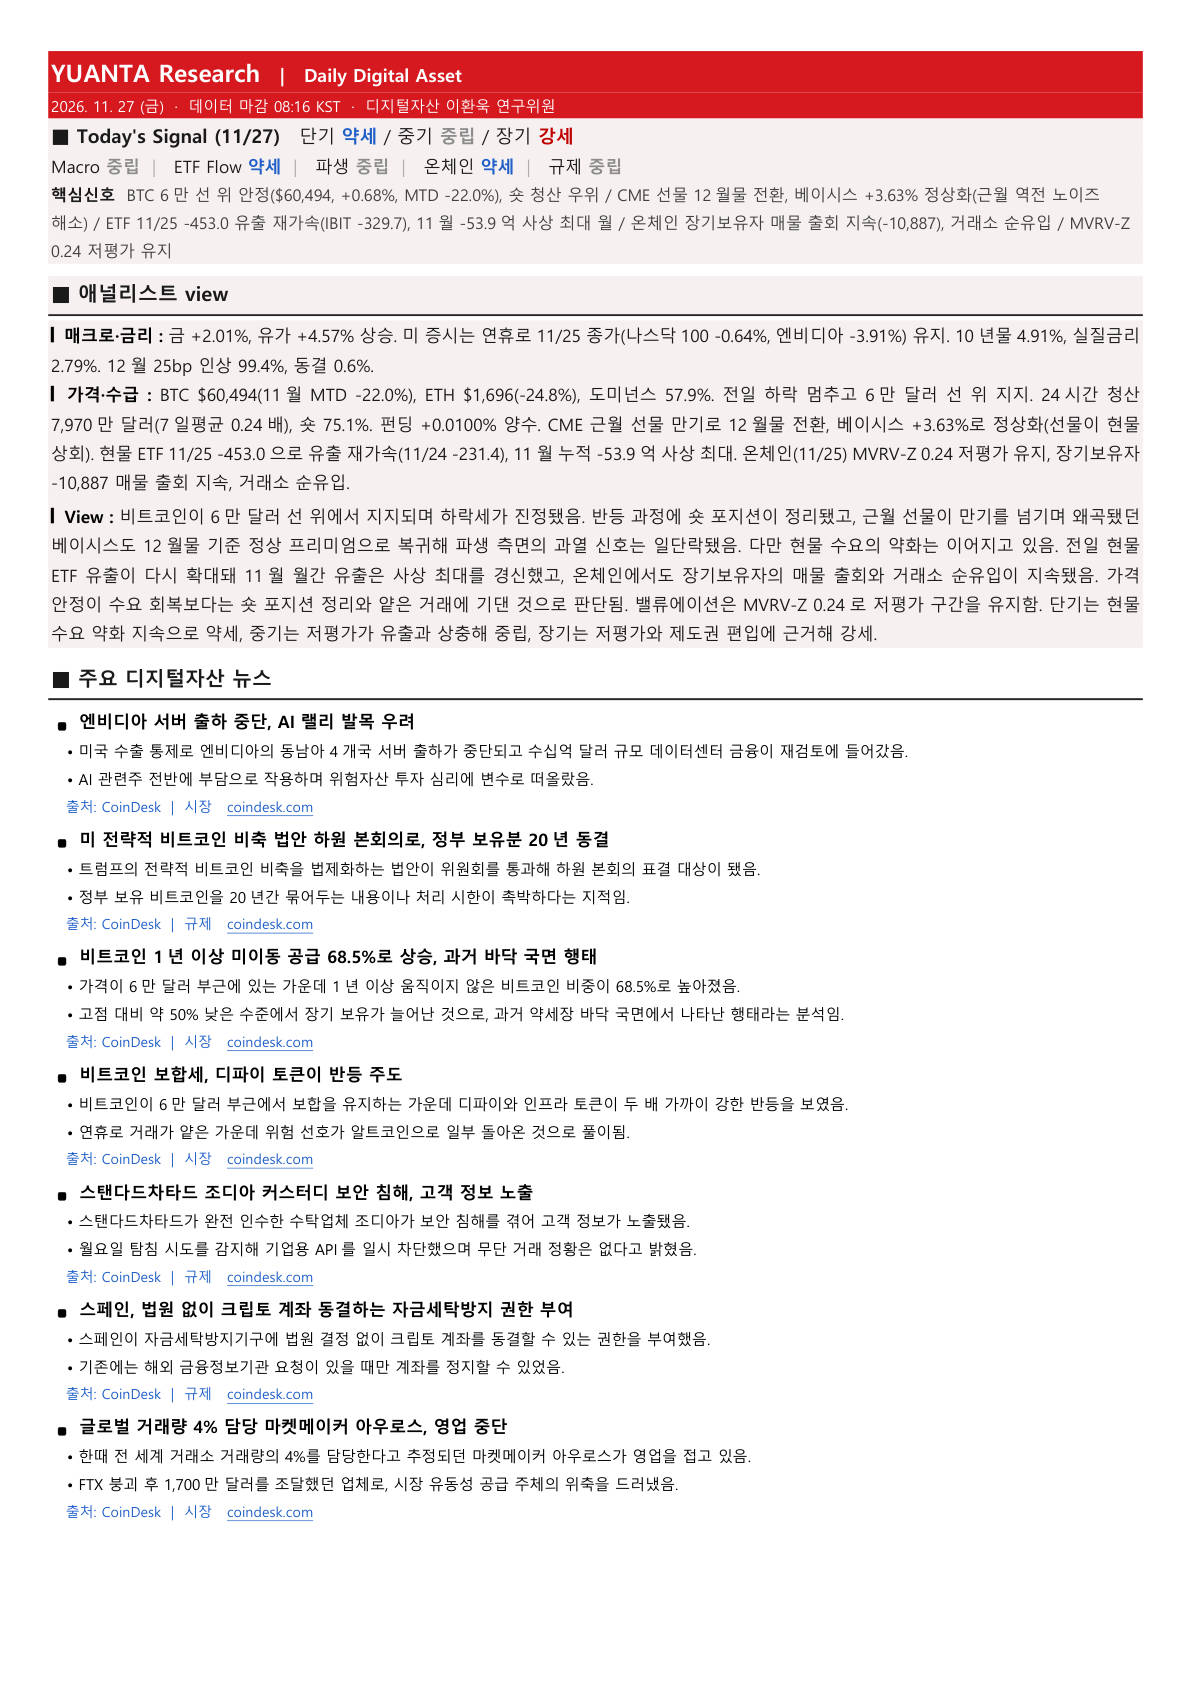 YUANTA Research | Daily Digital Asset
2026. 11. 27 (금) · 데이터 마감 08:16 KST · 디지털자산 이환욱 연구위원
■ Today's Signal (11/27) 단기 약세 / 중기 중립 / 장기 강세
Macro 중립 | ETF Flow 약세 | 파생 중립 | 온체인 약세 | 규제 중립
핵심신호 BTC 6만 선 위 안정($60,494, +0.68%, MTD -22.0%), 숏 청산 우위 / CME 선물 12월물 전환, 베이시스 +3.63% 정상화(근월 역전 노이즈
해소) / ETF 11/25 -453.0 유출 재가속(IBIT -329.7), 11월 -53.9억 사상 최대 월 / 온체인 장기보유자 매물 출회 지속(-10,887), 거래소 순유입 / MVRV-Z
0.24 저평가 유지
■ 애널리스트 view
| 매크로·금리 : 금 +2.01%, 유가 +4.57% 상승. 미 증시는 연휴로 11/25 종가(나스닥 100 -0.64%, 엔비디아 -3.91%) 유지. 10년물 4.91%, 실질금리
2.79%. 12월 25bp 인상 99.4%, 동결 0.6%.
| 가격·수급 : BTC $60,494(11월 MTD -22.0%), ETH $1,696(-24.8%), 도미넌스 57.9%. 전일 하락 멈추고 6만 달러 선 위 지지. 24시간 청산
7,970만 달러(7일평균 0.24배), 숏 75.1%. 펀딩 +0.0100% 양수. CME 근월 선물 만기로 12월물 전환, 베이시스 +3.63%로 정상화(선물이 현물
상회). 현물 ETF 11/25 -453.0으로 유출 재가속(11/24 -231.4), 11월 누적 -53.9억 사상 최대. 온체인(11/25) MVRV-Z 0.24 저평가 유지, 장기보유자
-10,887 매물 출회 지속, 거래소 순유입.
| View : 비트코인이 6만 달러 선 위에서 지지되며 하락세가 진정됐음. 반등 과정에 숏 포지션이 정리됐고, 근월 선물이 만기를 넘기며 왜곡됐던
베이시스도 12월물 기준 정상 프리미엄으로 복귀해 파생 측면의 과열 신호는 일단락됐음. 다만 현물 수요의 약화는 이어지고 있음. 전일 현물
ETF 유출이 다시 확대돼 11월 월간 유출은 사상 최대를 경신했고, 온체인에서도 장기보유자의 매물 출회와 거래소 순유입이 지속됐음. 가격
안정이 수요 회복보다는 숏 포지션 정리와 얕은 거래에 기댄 것으로 판단됨. 밸류에이션은 MVRV-Z 0.24로 저평가 구간을 유지함. 단기는 현물
수요 약화 지속으로 약세, 중기는 저평가가 유출과 상충해 중립, 장기는 저평가와 제도권 편입에 근거해 강세.
■ 주요 디지털자산 뉴스
▪ 엔비디아 서버 출하 중단, AI 랠리 발목 우려
• 미국 수출 통제로 엔비디아의 동남아 4개국 서버 출하가 중단되고 수십억 달러 규모 데이터센터 금융이 재검토에 들어갔음.
• AI 관련주 전반에 부담으로 작용하며 위험자산 투자 심리에 변수로 떠올랐음.
출처: CoinDesk | 시장 coindesk.com
▪ 미 전략적 비트코인 비축 법안 하원 본회의로, 정부 보유분 20년 동결
• 트럼프의 전략적 비트코인 비축을 법제화하는 법안이 위원회를 통과해 하원 본회의 표결 대상이 됐음.
• 정부 보유 비트코인을 20년간 묶어두는 내용이나 처리 시한이 촉박하다는 지적임.
출처: CoinDesk | 규제 coindesk.com
▪ 비트코인 1년 이상 미이동 공급 68.5%로 상승, 과거 바닥 국면 행태
• 가격이 6만 달러 부근에 있는 가운데 1년 이상 움직이지 않은 비트코인 비중이 68.5%로 높아졌음.
• 고점 대비 약 50% 낮은 수준에서 장기 보유가 늘어난 것으로, 과거 약세장 바닥 국면에서 나타난 행태라는 분석임.
출처: CoinDesk | 시장 coindesk.com
▪ 비트코인 보합세, 디파이 토큰이 반등 주도
• 비트코인이 6만 달러 부근에서 보합을 유지하는 가운데 디파이와 인프라 토큰이 두 배 가까이 강한 반등을 보였음.
• 연휴로 거래가 얕은 가운데 위험 선호가 알트코인으로 일부 돌아온 것으로 풀이됨.
출처: CoinDesk | 시장 coindesk.com
▪ 스탠다드차타드 조디아 커스터디 보안 침해, 고객 정보 노출
• 스탠다드차타드가 완전 인수한 수탁업체 조디아가 보안 침해를 겪어 고객 정보가 노출됐음.
• 월요일 탐침 시도를 감지해 기업용 API를 일시 차단했으며 무단 거래 정황은 없다고 밝혔음.
출처: CoinDesk | 규제 coindesk.com
▪ 스페인, 법원 없이 크립토 계좌 동결하는 자금세탁방지 권한 부여
• 스페인이 자금세탁방지기구에 법원 결정 없이 크립토 계좌를 동결할 수 있는 권한을 부여했음.
• 기존에는 해외 금융정보기관 요청이 있을 때만 계좌를 정지할 수 있었음.
출처: CoinDesk | 규제 coindesk.com
▪ 글로벌 거래량 4% 담당 마켓메이커 아우로스, 영업 중단
• 한때 전 세계 거래소 거래량의 4%를 담당한다고 추정되던 마켓메이커 아우로스가 영업을 접고 있음.
• FTX 붕괴 후 1,700만 달러를 조달했던 업체로, 시장 유동성 공급 주체의 위축을 드러냈음.
출처: CoinDesk | 시장 coindesk.com